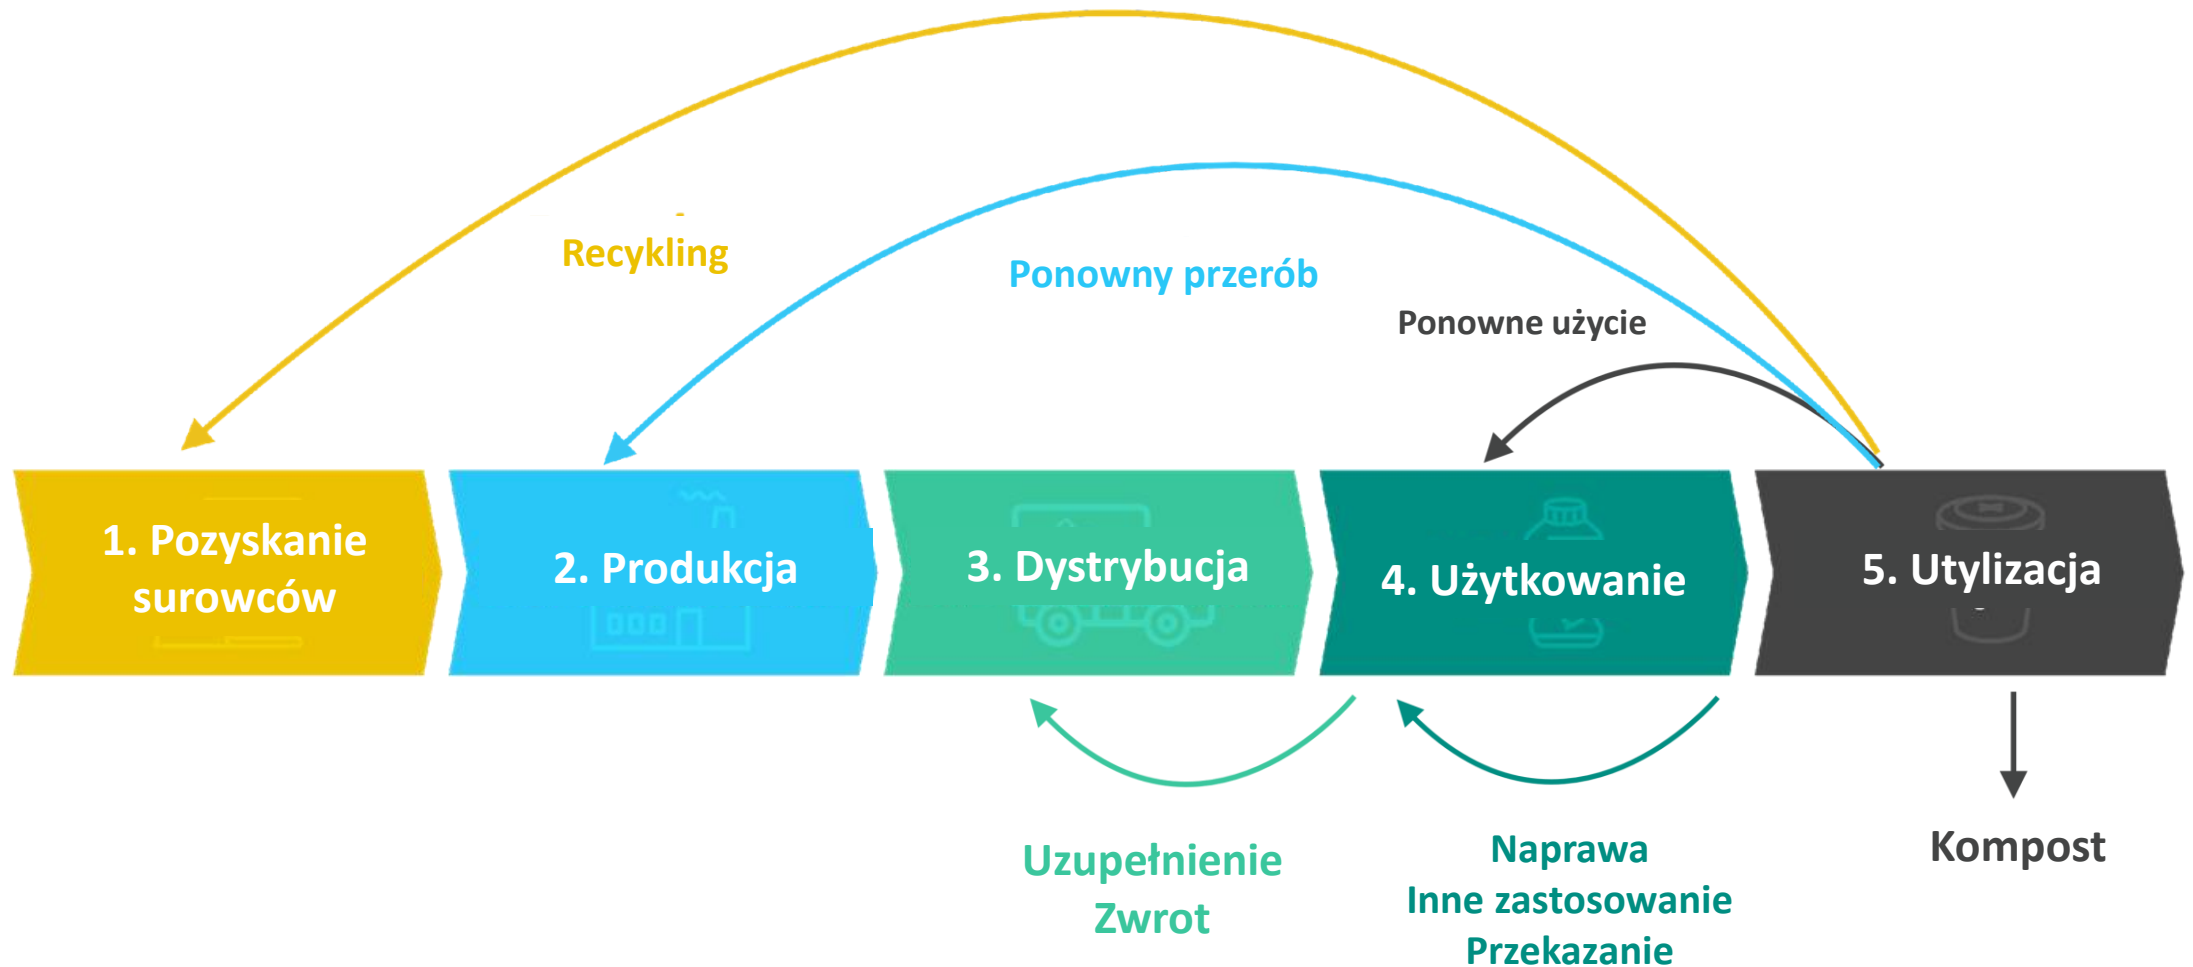 Recykling
Ponowny przerób
Ponowne użycie
1. Pozyskanie
surowców
2. Produkcja
3. Dystrybucja
4. Użytkowanie
5. Utylizacja
Uzupełnienie
Zwrot
Naprawa
Inne zastosowanie
Przekazanie
Kompost